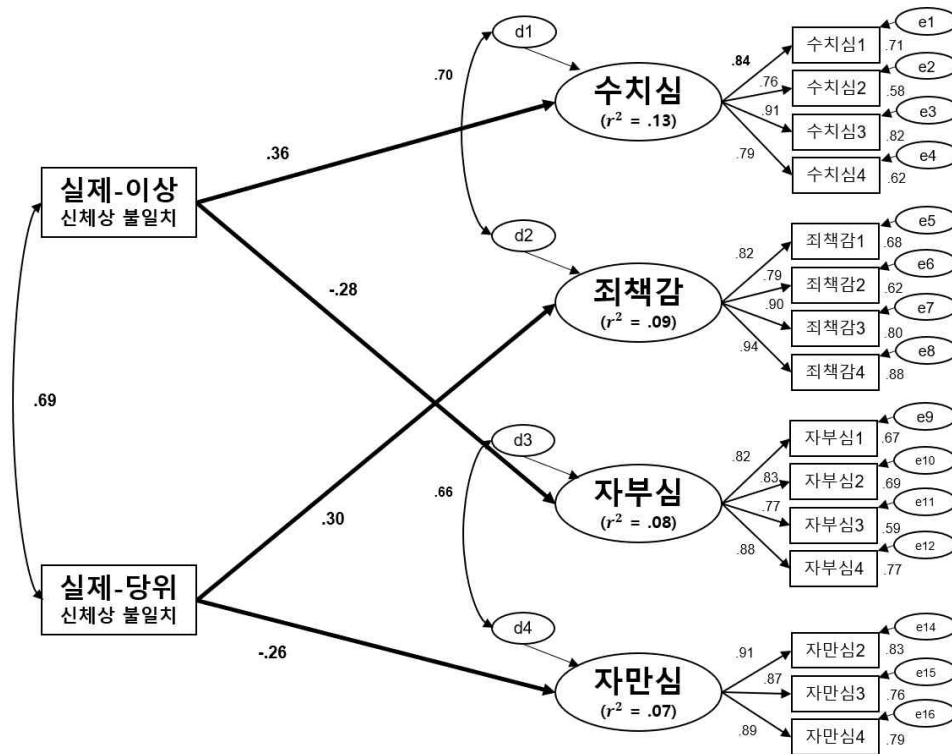 실제-이상
신체상 불일치
실제-당위
신체상 불일치
.69
.36
-.28
.30
-.26
d1
.70
d2
d3
.66
d4
수치심
(r² = .13)
.84
.76
.91
.79
수치심1
.71
e1
수치심2
.58
e2
수치심3
.82
e3
수치심4
.62
e4
죄책감
(r² = .09)
.82
.79
.90
.94
죄책감1
.68
e5
죄책감2
.62
e6
죄책감3
.80
e7
죄책감4
.88
e8
자부심
(r² = .08)
.82
.83
.77
.88
자부심1
.67
e9
자부심2
.69
e10
자부심3
.59
e11
자부심4
.77
e12
자만심
(r² = .07)
.91
.87
.89
자만심2
.83
e14
자만심3
.76
e15
자만심4
.79
e16